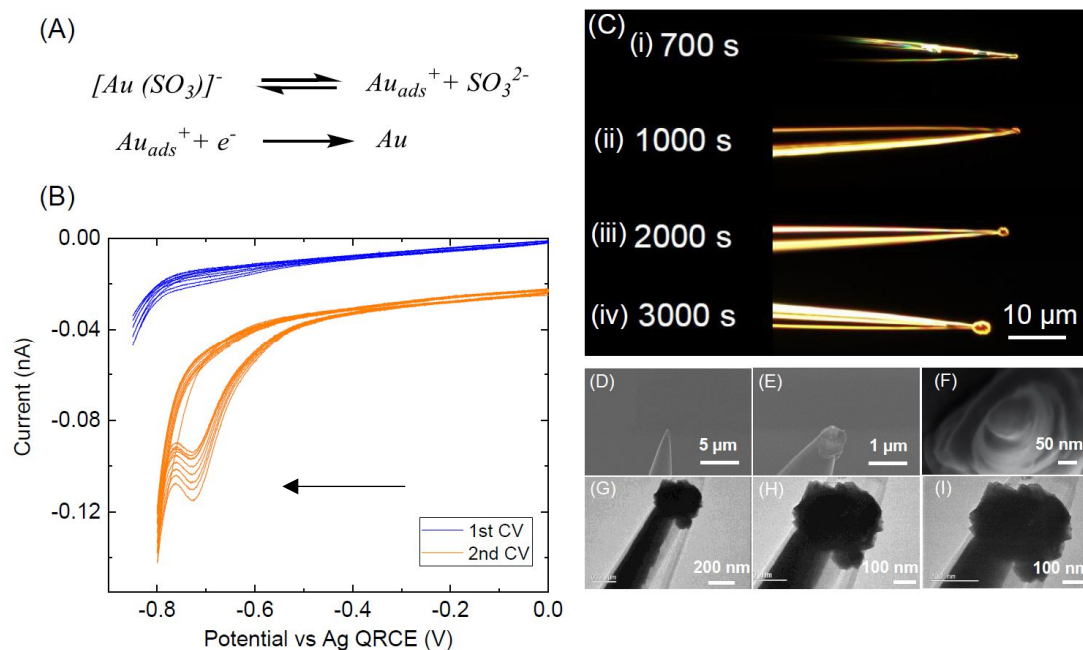 (A)
[Au (SO₃)]⁻ ⇌ Au_ads⁺ + SO₃²⁻
Au_ads⁺ + e⁻ → Au
(B)
0.00
-0.04
-0.08
-0.12
Current (nA)
-0.8
-0.6
-0.4
-0.2
0.0
Potential vs Ag QRCE (V)
1st CV
2nd CV
(C)
(i) 700 s
(ii) 1000 s
(iii) 2000 s
(iv) 3000 s
10 µm
(D)
5 µm
(E)
1 µm
(F)
50 nm
(G)
200 nm
(H)
100 nm
(I)
100 nm